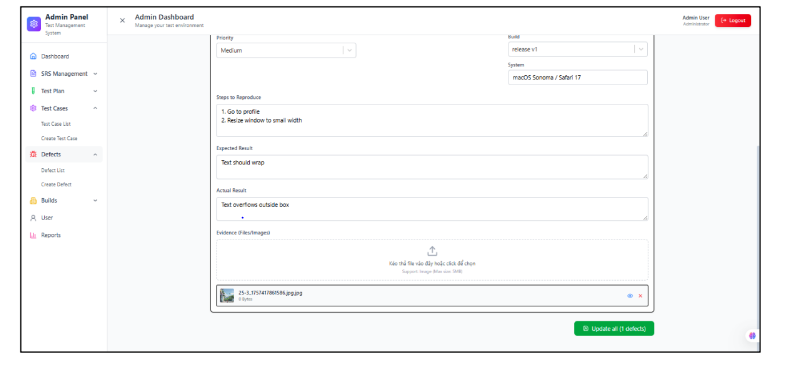 Admin Panel
Test Management
System
Admin Dashboard
Manage your test environment
Admin User
Administrator
Logout
Dashboard
SRS Management
Test Plan
Test Cases
Test Case List
Create Test Case
Defects
Defect List
Create Defect
Builds
User
Reports
Priority
Medium
Build
release v1
System
macOS Sonoma / Safari 17
Steps to Reproduce
1. Go to profile
2. Resize window to small width
Expected Result
Text should wrap
Actual Result
Text overflows outside box
Evidence (Files/Images)
Kéo thả file vào đây hoặc click để chọn
Support: Image (Max size: 5MB)
25-3_1757417861586.jpg.jpg
0 Bytes
Update all (1 defects)